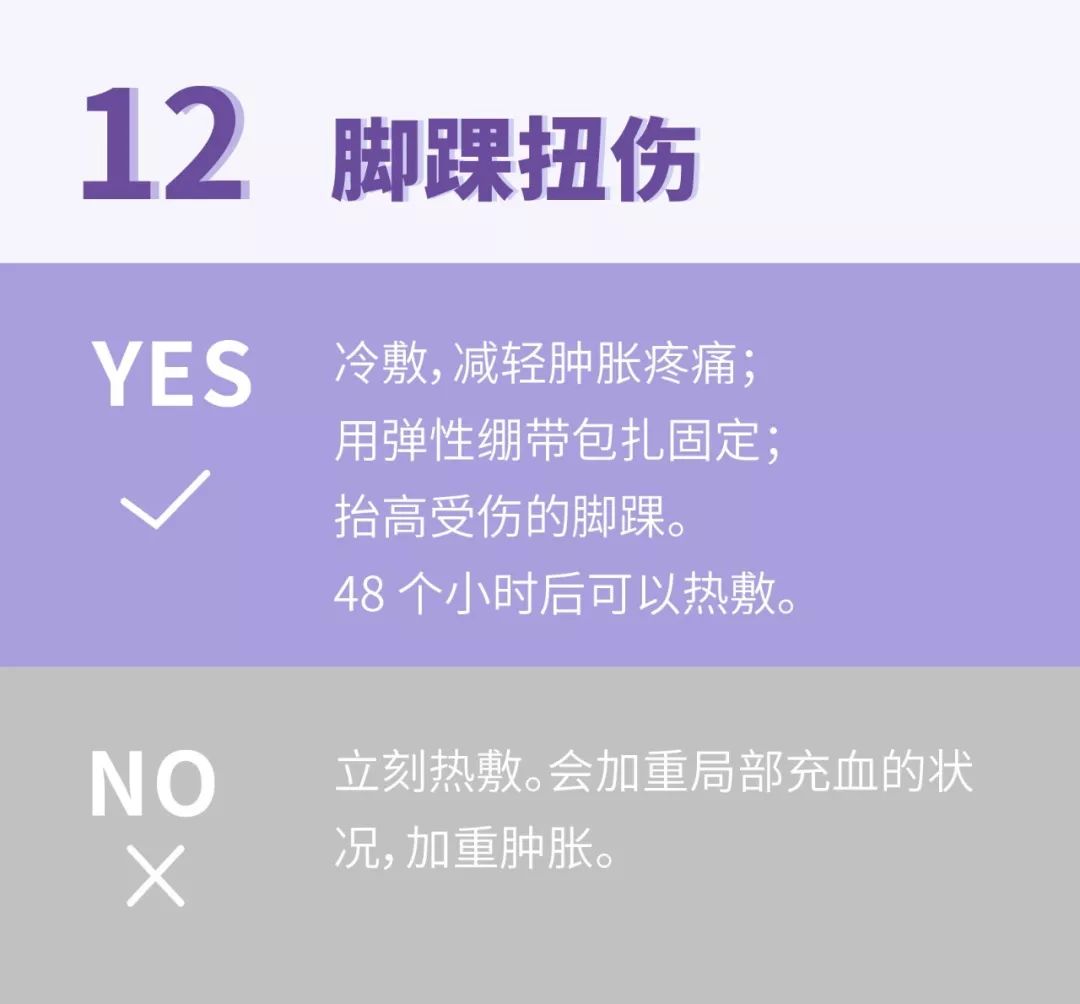 12 脚踝扭伤
YES
冷敷，减轻肿胀疼痛；
用弹性绷带包扎固定；
抬高受伤的脚踝。
48 个小时后可以热敷。
NO
立刻热敷。会加重局部充血的状
况，加重肿胀。